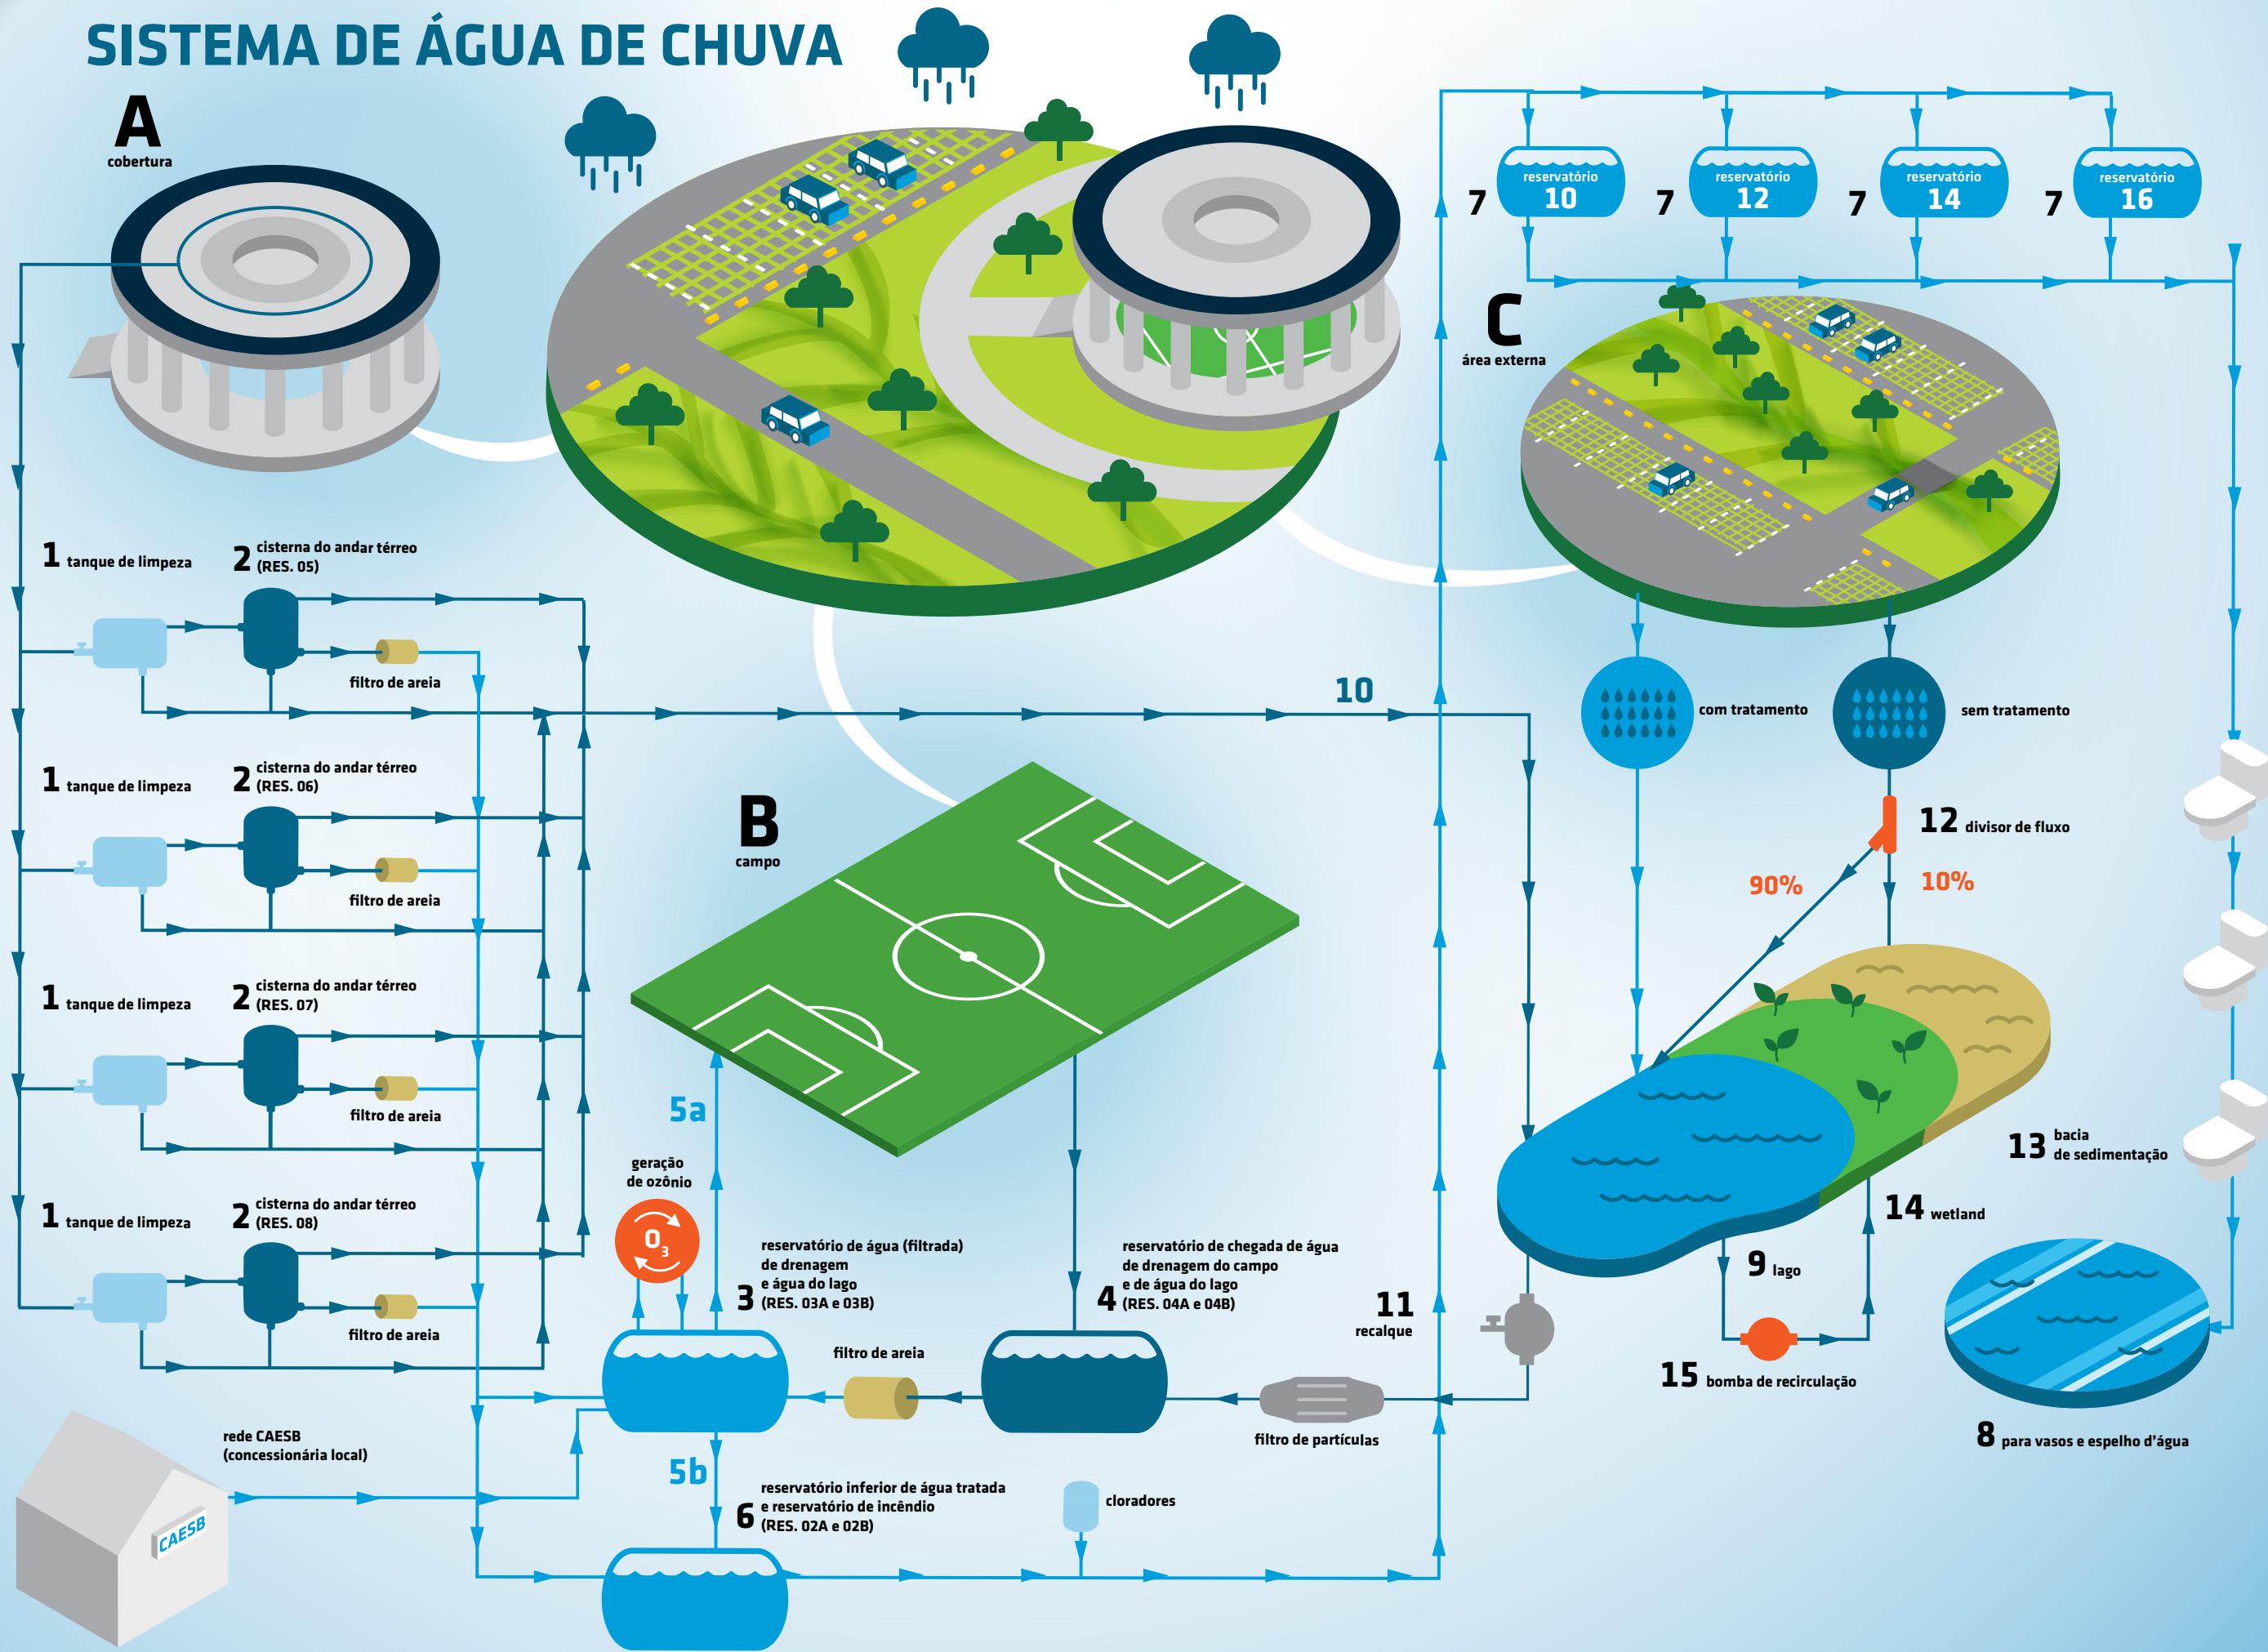 SISTEMA DE ÁGUA DE CHUVA
A
cobertura
1 tanque de limpeza
2 cisterna do andar térreo
(RES. 05)
filtro de areia
1 tanque de limpeza
2 cisterna do andar térreo
(RES. 06)
filtro de areia
1 tanque de limpeza
2 cisterna do andar térreo
(RES. 07)
filtro de areia
1 tanque de limpeza
2 cisterna do andar térreo
(RES. 08)
filtro de areia
rede CAESB
(concessionária local)
CAESB
10
B
campo
5a
geração
de ozônio
O3
3 reservatório de água (filtrada)
de drenagem
e água do lago
(RES. 03A e 03B)
4 reservatório de chegada de água
de drenagem do campo
e de água do lago
(RES. 04A e 04B)
filtro de areia
11
recalque
filtro de partículas
5b
6 reservatório inferior de água tratada
e reservatório de incêndio
(RES. 02A e 02B)
cloradores
7
reservatório
10
7
reservatório
12
7
reservatório
14
7
reservatório
16
C
área externa
com tratamento
sem tratamento
12 divisor de fluxo
90%
10%
13 bacia
de sedimentação
14 wetland
9 lago
15 bomba de recirculação
8 para vasos e espelho d’água